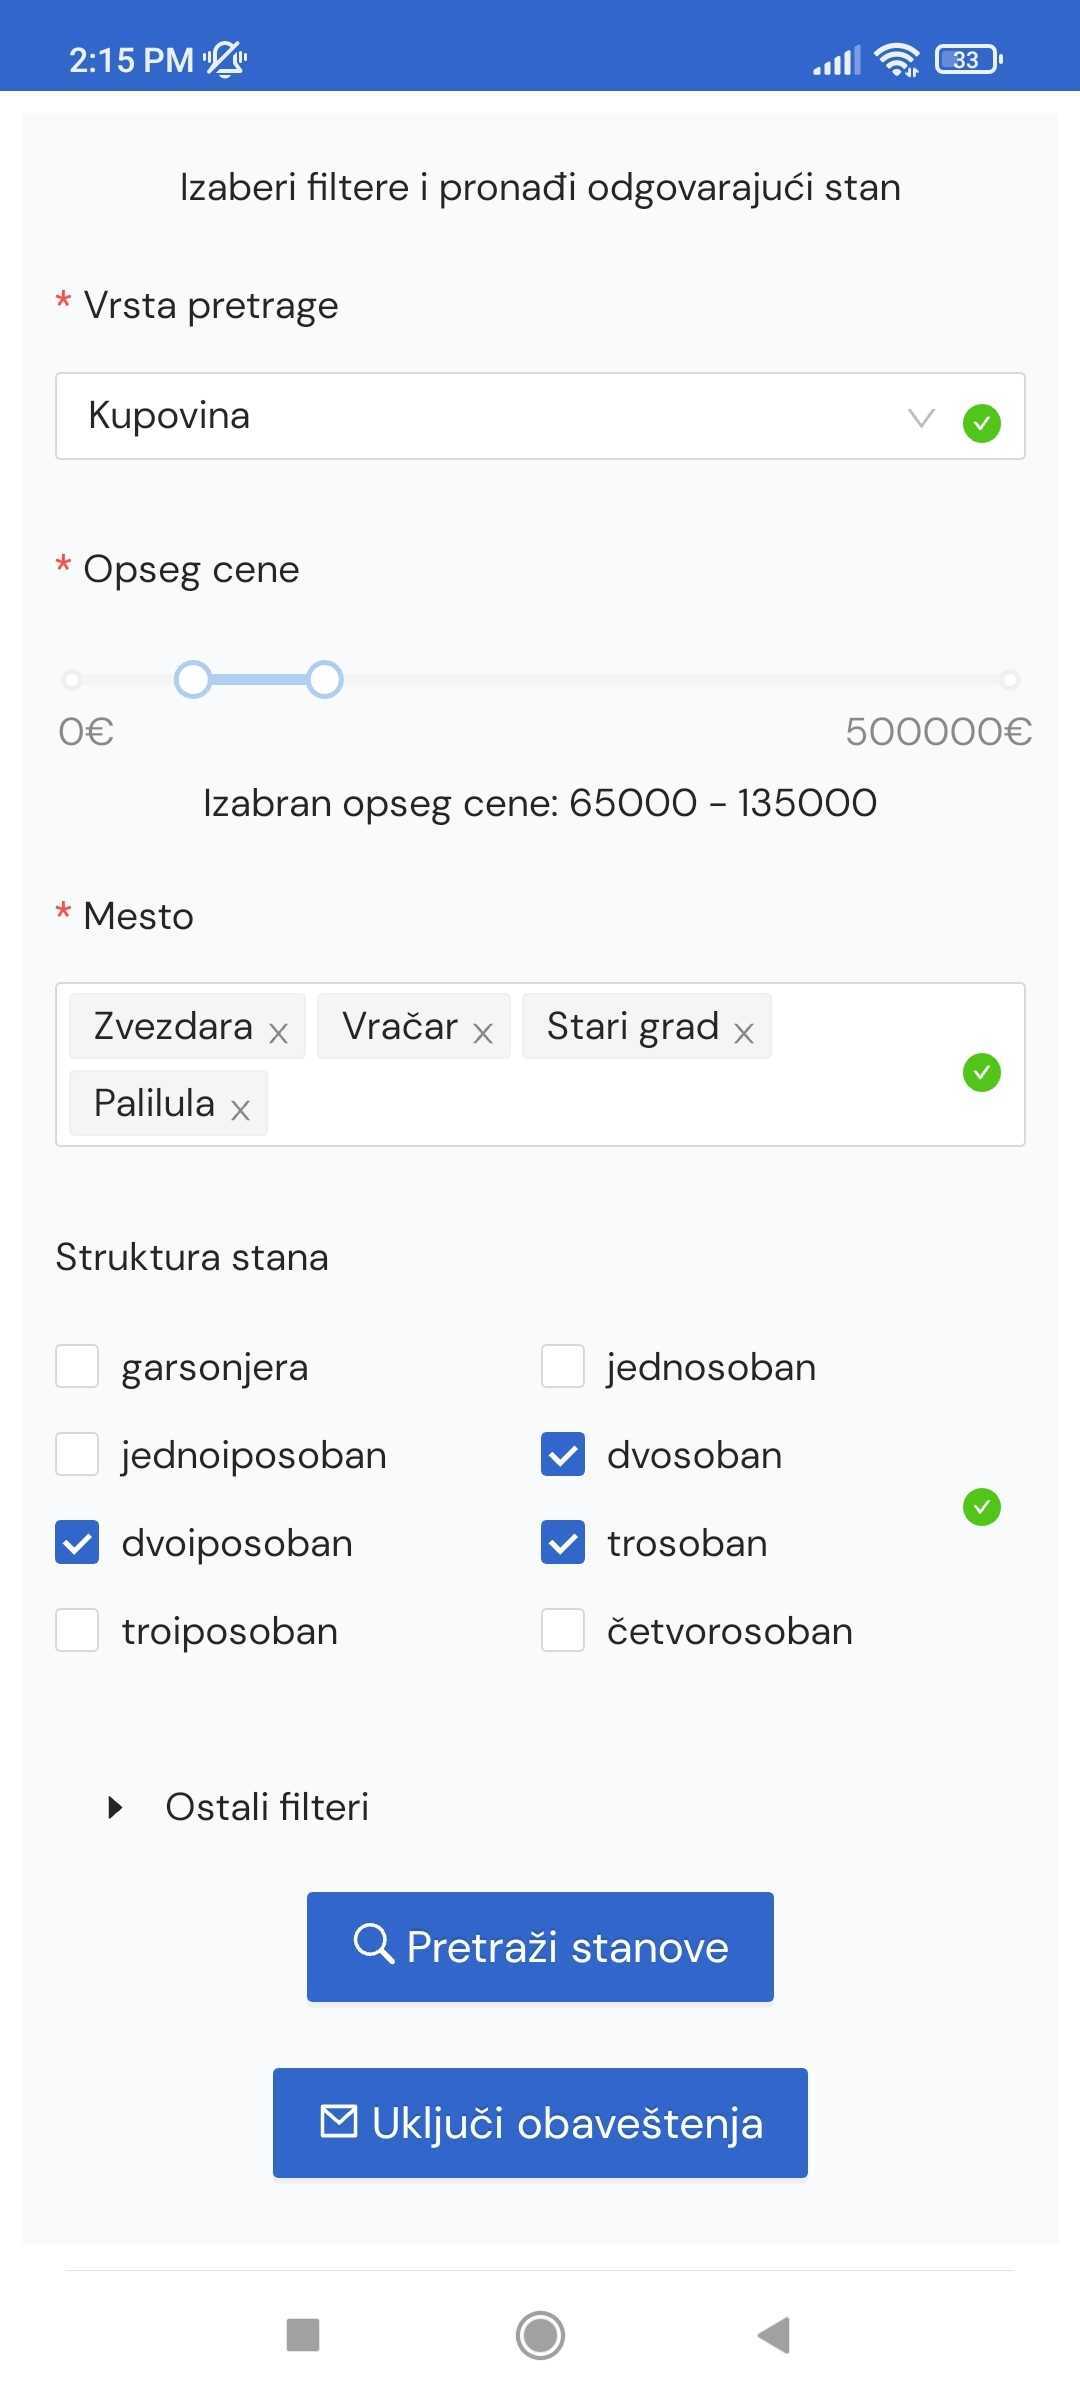 2:15 PM 33
Izaberi filtere i pronađi odgovarajući stan
* Vrsta pretrage
Kupovina
* Opseg cene
0€ 500000€
Izabran opseg cene: 65000 - 135000
* Mesto
Zvezdara x Vračar x Stari grad x
Palilula x
Struktura stana
garsonjera jednosoban
jednoiposoban dvosoban
dvoiposoban trosoban
troiposoban četvorosoban
Ostali filteri
Pretraži stanove
Uključi obaveštenja